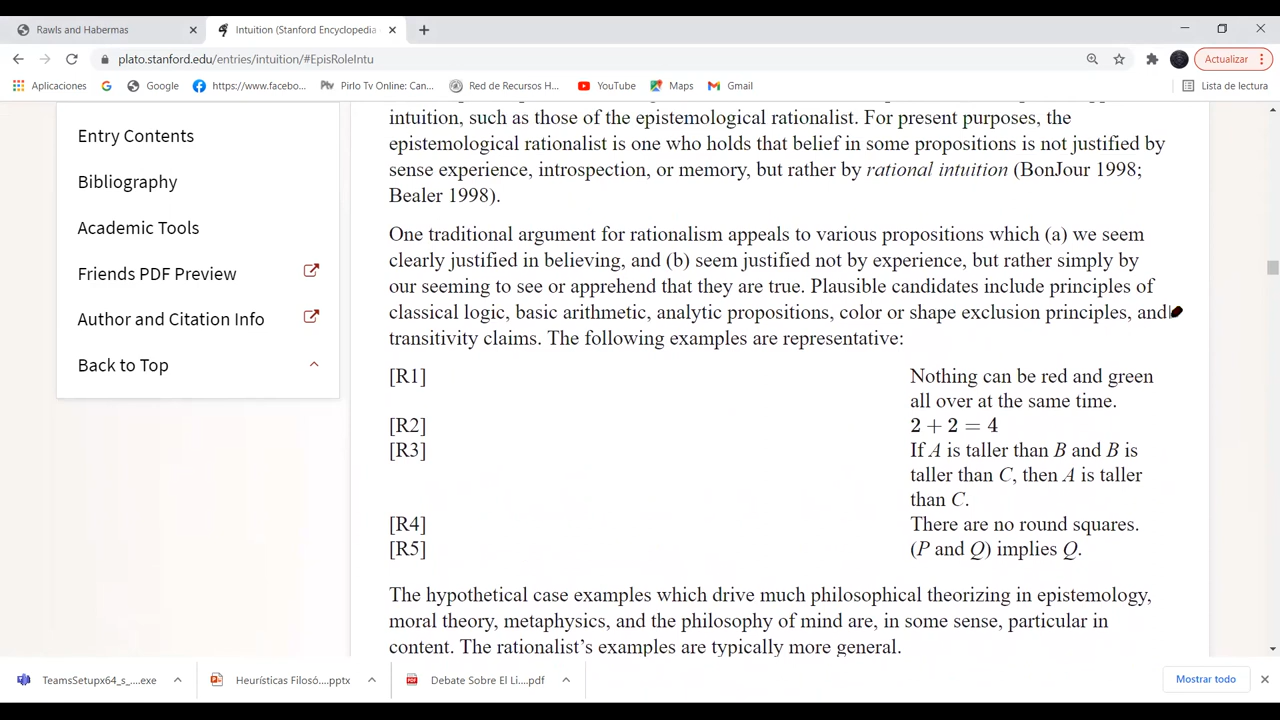 Rawls and Habermas
Intuition (Stanford Encyclopedia
plato.stanford.edu/entries/intuition/#EpisRoleIntu
Actualizar
Aplicaciones
Google
https://www.facebo...
Pirlo Tv Online: Can...
Red de Recursos H...
YouTube
Maps
Gmail
Lista de lectura
Entry Contents
Bibliography
Academic Tools
Friends PDF Preview
Author and Citation Info
Back to Top
intuition, such as those of the epistemological rationalist. For present purposes, the
epistemological rationalist is one who holds that belief in some propositions is not justified by
sense experience, introspection, or memory, but rather by rational intuition (BonJour 1998;
Bealer 1998).
One traditional argument for rationalism appeals to various propositions which (a) we seem
clearly justified in believing, and (b) seem justified not by experience, but rather simply by
our seeming to see or apprehend that they are true. Plausible candidates include principles of
classical logic, basic arithmetic, analytic propositions, color or shape exclusion principles, and
transitivity claims. The following examples are representative:
[R1] Nothing can be red and green
all over at the same time.
[R2] 2 + 2 = 4
[R3] If A is taller than B and B is
taller than C, then A is taller
than C.
[R4] There are no round squares.
[R5] (P and Q) implies Q.
The hypothetical case examples which drive much philosophical theorizing in epistemology,
moral theory, metaphysics, and the philosophy of mind are, in some sense, particular in
content. The rationalist's examples are typically more general.
TeamsSetupx64_s_....exe
Heurísticas Filosó....pptx
Debate Sobre El Li....pdf
Mostrar todo